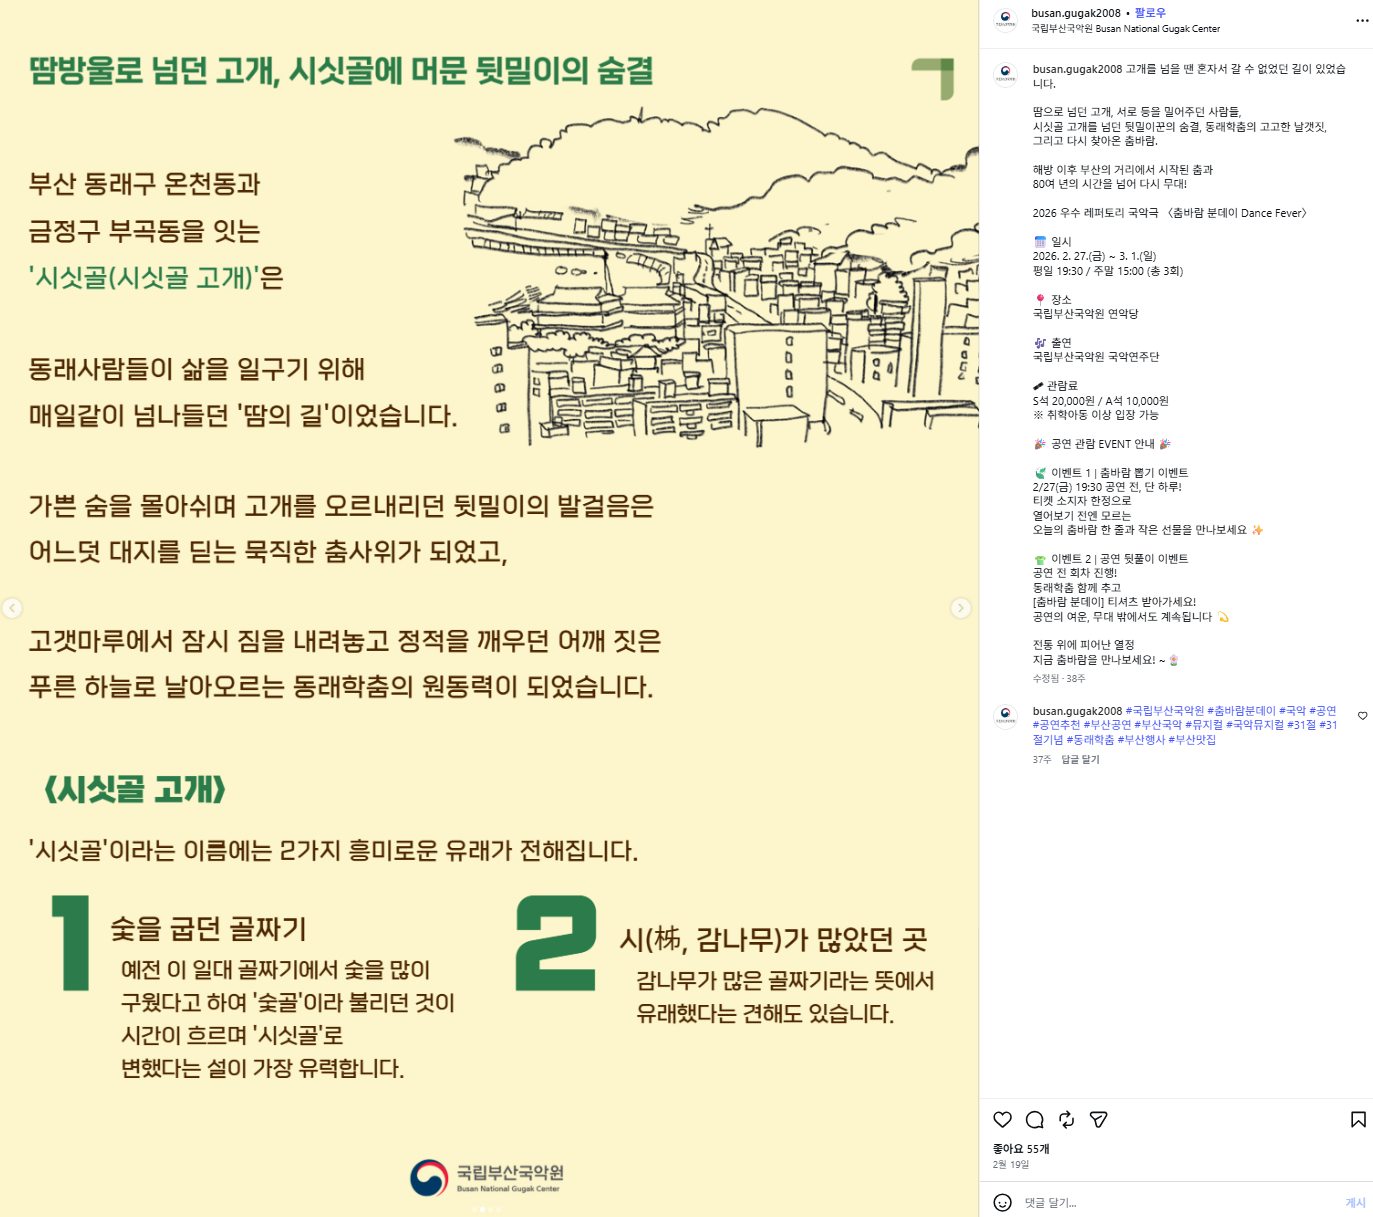 땀방울로 넘던 고개, 시싯골에 머문 뒷밀이의 숨결
부산 동래구 온천동과
금정구 부곡동을 잇는
'시싯골(시싯골 고개)'은
동래사람들이 삶을 일구기 위해
매일같이 넘나들던 '땀의 길'이었습니다.
가쁜 숨을 몰아쉬며 고개를 오르내리던 뒷밀이의 발걸음은
어느덧 대지를 딛는 묵직한 춤사위가 되었고,
고갯마루에서 잠시 짐을 내려놓고 정적을 깨우던 어깨 짓은
푸른 하늘로 날아오르는 동래학춤의 원동력이 되었습니다.
〈시싯골 고개〉
'시싯골'이라는 이름에는 2가지 흥미로운 유래가 전해집니다.
1
숯을 굽던 골짜기
예전 이 일대 골짜기에서 숯을 많이
구웠다고 하여 '숯골'이라 불리던 것이
시간이 흐르며 '시싯골'로
변했다는 설이 가장 유력합니다.
2
시(柹, 감나무)가 많았던 곳
감나무가 많은 골짜기라는 뜻에서
유래했다는 견해도 있습니다.
국립부산국악원
Busan National Gugak Center
busan.gugak2008 • 팔로우
국립부산국악원 Busan National Gugak Center
busan.gugak2008 고개를 넘을 땐 혼자서 갈 수 없었던 길이 있었습
니다.
땀으로 넘던 고개, 서로 등을 밀어주던 사람들,
시싯골 고개를 넘던 뒷밀이꾼의 숨결, 동래학춤의 고고한 날갯짓,
그리고 다시 찾아온 춤바람.
해방 이후 부산의 거리에서 시작된 춤과
80여 년의 시간을 넘어 다시 무대!
2026 우수 레퍼토리 국악극 〈춤바람 분데이 Dance Fever〉
🗓️ 일시
2026. 2. 27.(금) ~ 3. 1.(일)
평일 19:30 / 주말 15:00 (총 3회)
📍 장소
국립부산국악원 연악당
🎶 출연
국립부산국악원 국악연주단
🎟️ 관람료
S석 20,000원 / A석 10,000원
※ 취학아동 이상 입장 가능
🎉 공연 관람 EVENT 안내 🎉
🍃 이벤트 1 | 춤바람 뽑기 이벤트
2/27(금) 19:30 공연 전, 단 하루!
티켓 소지자 한정으로
열어보기 전엔 모르는
오늘의 춤바람 한 줄과 작은 선물을 만나보세요 ✨
👕 이벤트 2 | 공연 뒷풀이 이벤트
공연 전 회차 진행!
동래학춤 함께 추고
[춤바람 분데이] 티셔츠 받아가세요!
공연의 여운, 무대 밖에서도 계속됩니다 💫
전통 위에 피어난 열정
지금 춤바람을 만나보세요! ~ 🌷
수정됨 · 38주
busan.gugak2008 #국립부산국악원 #춤바람분데이 #국악 #공연
#공연추천 #부산공연 #부산국악 #뮤지컬 #국악뮤지컬 #31절 #31
절기념 #동래학춤 #부산행사 #부산맛집
37주 답글 달기
좋아요 55개
2월 19일
댓글 달기...
게시